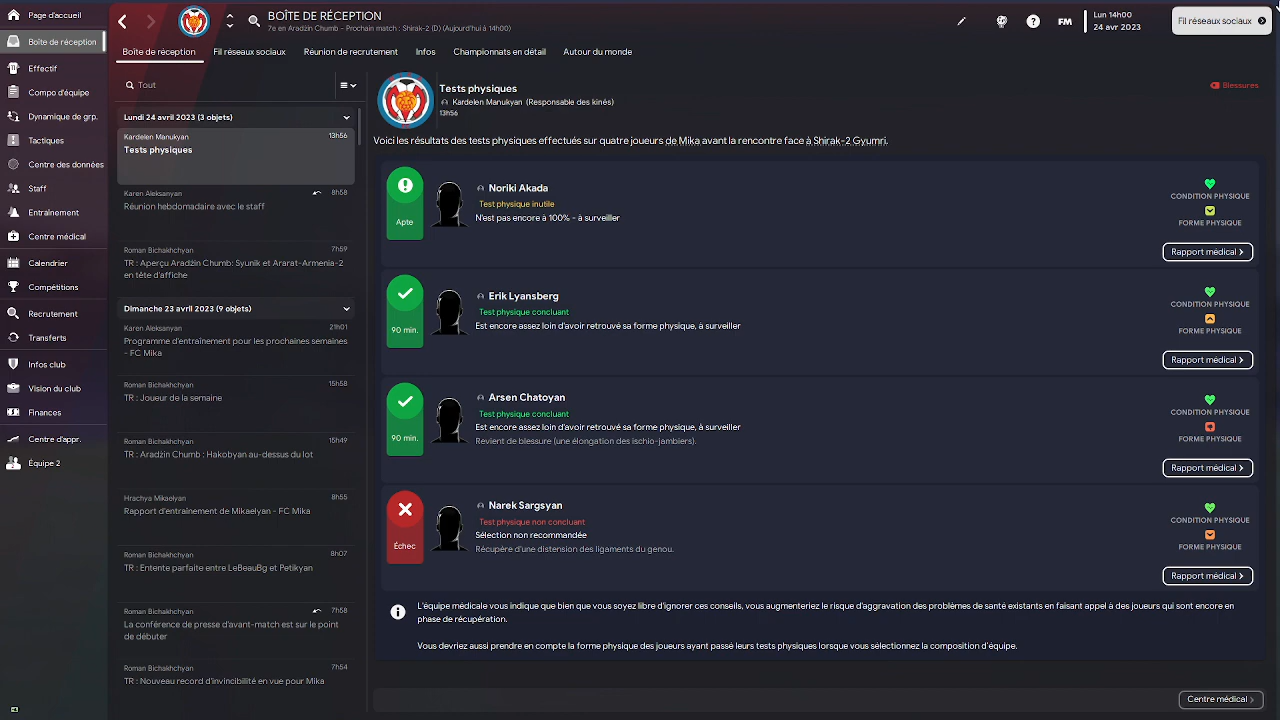 Page d'accueil
Boîte de réception
Effectif
Compo d'équipe
Dynamique de gr.
Tactiques
Centre des données
Staff
Entraînement
Centre médical
Calendrier
Compétitions
Recrutement
Transferts
Infos club
Vision du club
Finances
Centre d'appr.
Équipe 2
BOÎTE DE RÉCEPTION
7e en Aradżin Chumb - Prochain match : Shirak-2 (D) (Aujourd'hui à 14h00)
FM
Lun 14h00
24 avr 2023
Fil réseaux sociaux
Boîte de réception
Fil réseaux sociaux
Réunion de recrutement
Infos
Championnats en détail
Autour du monde
Tout
Lundi 24 avril 2023 (3 objets)
Kardelen Manukyan 13h56
Tests physiques
Karen Aleksanyan 8h58
Réunion hebdomadaire avec le staff
Roman Bichakhchyan 7h59
TR : Aperçu Aradżin Chumb: Syunik et Ararat-Armenia-2
en tête d'affiche
Dimanche 23 avril 2023 (9 objets)
Karen Aleksanyan 21h01
Programme d'entraînement pour les prochaines semaines
- FC Mika
Roman Bichakhchyan 15h58
TR : Joueur de la semaine
Roman Bichakhchyan 15h49
TR : Aradżin Chumb : Hakobyan au-dessus du lot
Hrachya Mikaelyan 8h55
Rapport d'entraînement de Mikaelyan - FC Mika
Roman Bichakhchyan 8h07
TR : Entente parfaite entre LeBeauBg et Petikyan
Roman Bichakhchyan 7h58
La conférence de presse d'avant-match est sur le point
de débuter
Roman Bichakhchyan 7h54
TR : Nouveau record d'invincibilité en vue pour Mika
Tests physiques
Kardelen Manukyan (Responsable des kinés)
13h56
Blessures
Voici les résultats des tests physiques effectués sur quatre joueurs de Mika avant la rencontre face à Shirak-2 Gyumri.
Apte
Noriki Akada
Test physique inutile
N'est pas encore à 100% - à surveiller
CONDITION PHYSIQUE
FORME PHYSIQUE
Rapport médical
90 min.
Erik Lyansberg
Test physique concluant
Est encore assez loin d'avoir retrouvé sa forme physique, à surveiller
CONDITION PHYSIQUE
FORME PHYSIQUE
Rapport médical
90 min.
Arsen Chatoyan
Test physique concluant
Est encore assez loin d'avoir retrouvé sa forme physique, à surveiller
Revient de blessure (une élongation des ischio-jambiers).
CONDITION PHYSIQUE
FORME PHYSIQUE
Rapport médical
Échec
Narek Sargsyan
Test physique non concluant
Sélection non recommandée
Récupère d'une distension des ligaments du genou.
CONDITION PHYSIQUE
FORME PHYSIQUE
Rapport médical
L'équipe médicale vous indique que bien que vous soyez libre d'ignorer ces conseils, vous augmenteriez le risque d'aggravation des problèmes de santé existants en faisant appel à des joueurs qui sont encore en
phase de récupération.
Vous devriez aussi prendre en compte la forme physique des joueurs ayant passé leurs tests physiques lorsque vous sélectionnez la composition d'équipe.
Centre médical